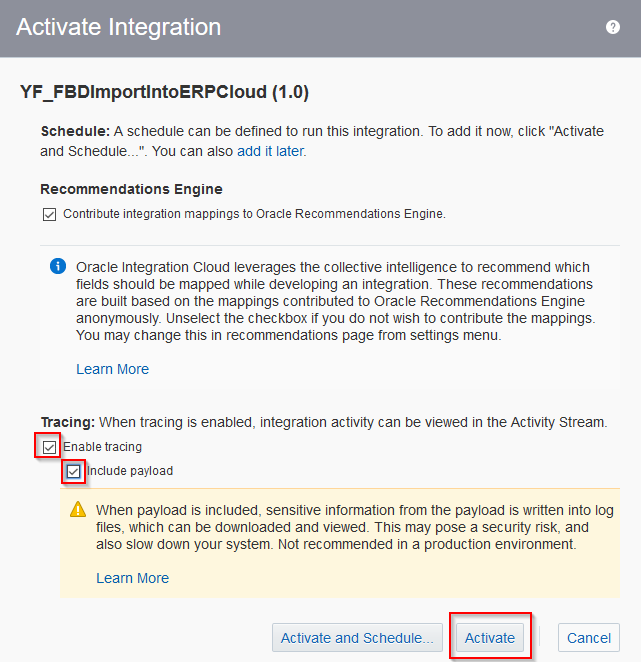 Activate Integration
?
YF_FBDImportIntoERPCloud (1.0)
Schedule: A schedule can be defined to run this integration. To add it now, click "Activate
and Schedule...". You can also add it later.
Recommendations Engine
Contribute integration mappings to Oracle Recommendations Engine.
i
Oracle Integration Cloud leverages the collective intelligence to recommend which
fields should be mapped while developing an integration. These recommendations
are built based on the mappings contributed to Oracle Recommendations Engine
anonymously. Unselect the checkbox if you do not wish to contribute the mappings.
You may change this in recommendations page from settings menu.
Learn More
Tracing: When tracing is enabled, integration activity can be viewed in the Activity Stream.
Enable tracing
Include payload
When payload is included, sensitive information from the payload is written into log
files, which can be downloaded and viewed. This may pose a security risk, and
also slow down your system. Not recommended in a production environment.
Learn More
Activate and Schedule... Activate Cancel